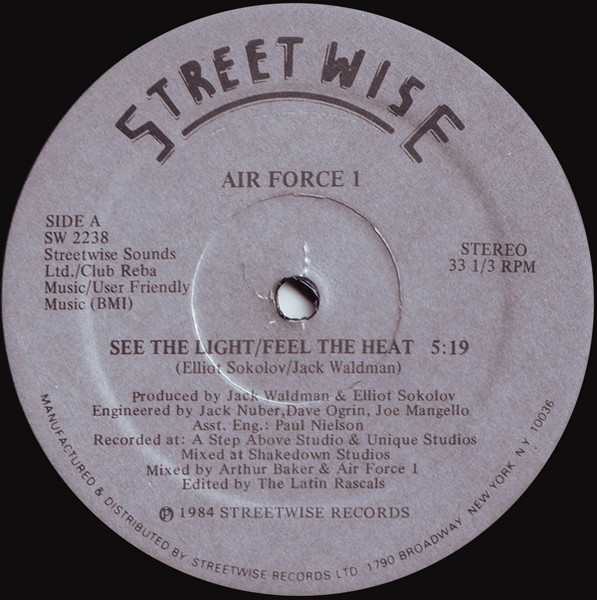 STREETWISE
AIR FORCE 1
SIDE A
SW 2238
Streetwise Sounds
Ltd./Club Reba
Music/User Friendly
Music (BMI)
STEREO
33 1/3 RPM
SEE THE LIGHT/FEEL THE HEAT 5:19
(Elliot Sokolov/Jack Waldman)
Produced by Jack Waldman & Elliot Sokolov
Engineered by Jack Nuber,Dave Ogrin, Joe Mangello
Asst. Eng.: Paul Nielson
Recorded at: A Step Above Studio & Unique Studios
Mixed at Shakedown Studios
Mixed by Arthur Baker & Air Force 1
Edited by The Latin Rascals
℗ 1984 STREETWISE RECORDS
MANUFACTURED & DISTRIBUTED BY STREETWISE RECORDS LTD 1790 BROADWAY NEW YORK N.Y. 10036